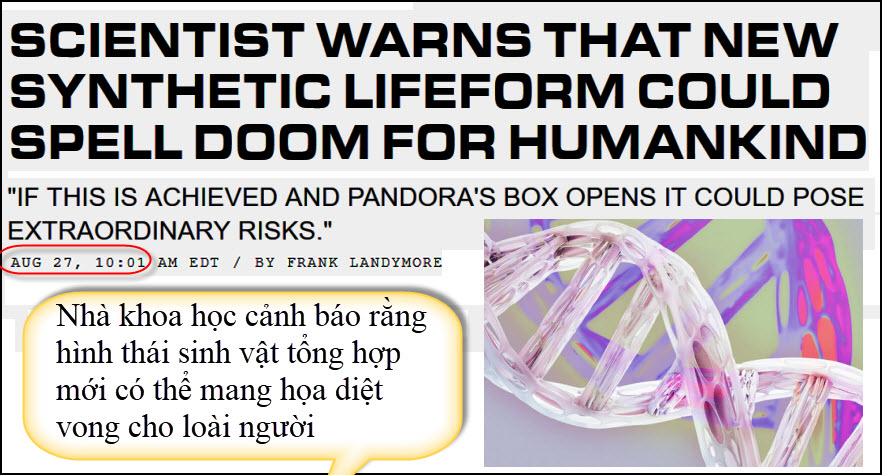 SCIENTIST WARNS THAT NEW
SYNTHETIC LIFEFORM COULD
SPELL DOOM FOR HUMANKIND
"IF THIS IS ACHIEVED AND PANDORA'S BOX OPENS IT COULD POSE
EXTRAORDINARY RISKS."
AUG 27, 10:01 AM EDT / BY FRANK LANDYMORE
Nhà khoa học cảnh báo rằng
hình thái sinh vật tổng hợp
mới có thể mang họa diệt
vong cho loài người